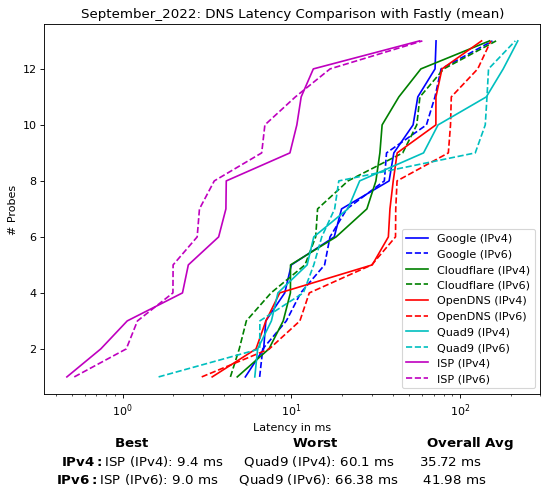 September_2022: DNS Latency Comparison with Fastly (mean)
12
10
8
6
4
2
# Probes
Google (IPv4)
Google (IPv6)
Cloudflare (IPv4)
Cloudflare (IPv6)
OpenDNS (IPv4)
OpenDNS (IPv6)
Quad9 (IPv4)
Quad9 (IPv6)
ISP (IPv4)
ISP (IPv6)
10⁰ 10¹ 10²
Latency in ms
Best Worst Overall Avg
IPv4: ISP (IPv4): 9.4 ms Quad9 (IPv4): 60.1 ms 35.72 ms
IPv6: ISP (IPv6): 9.0 ms Quad9 (IPv6): 66.38 ms 41.98 ms